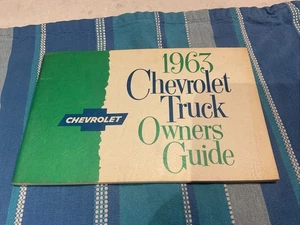 1963
Chevrolet
Truck
Owners
Guide
CHEVROLET